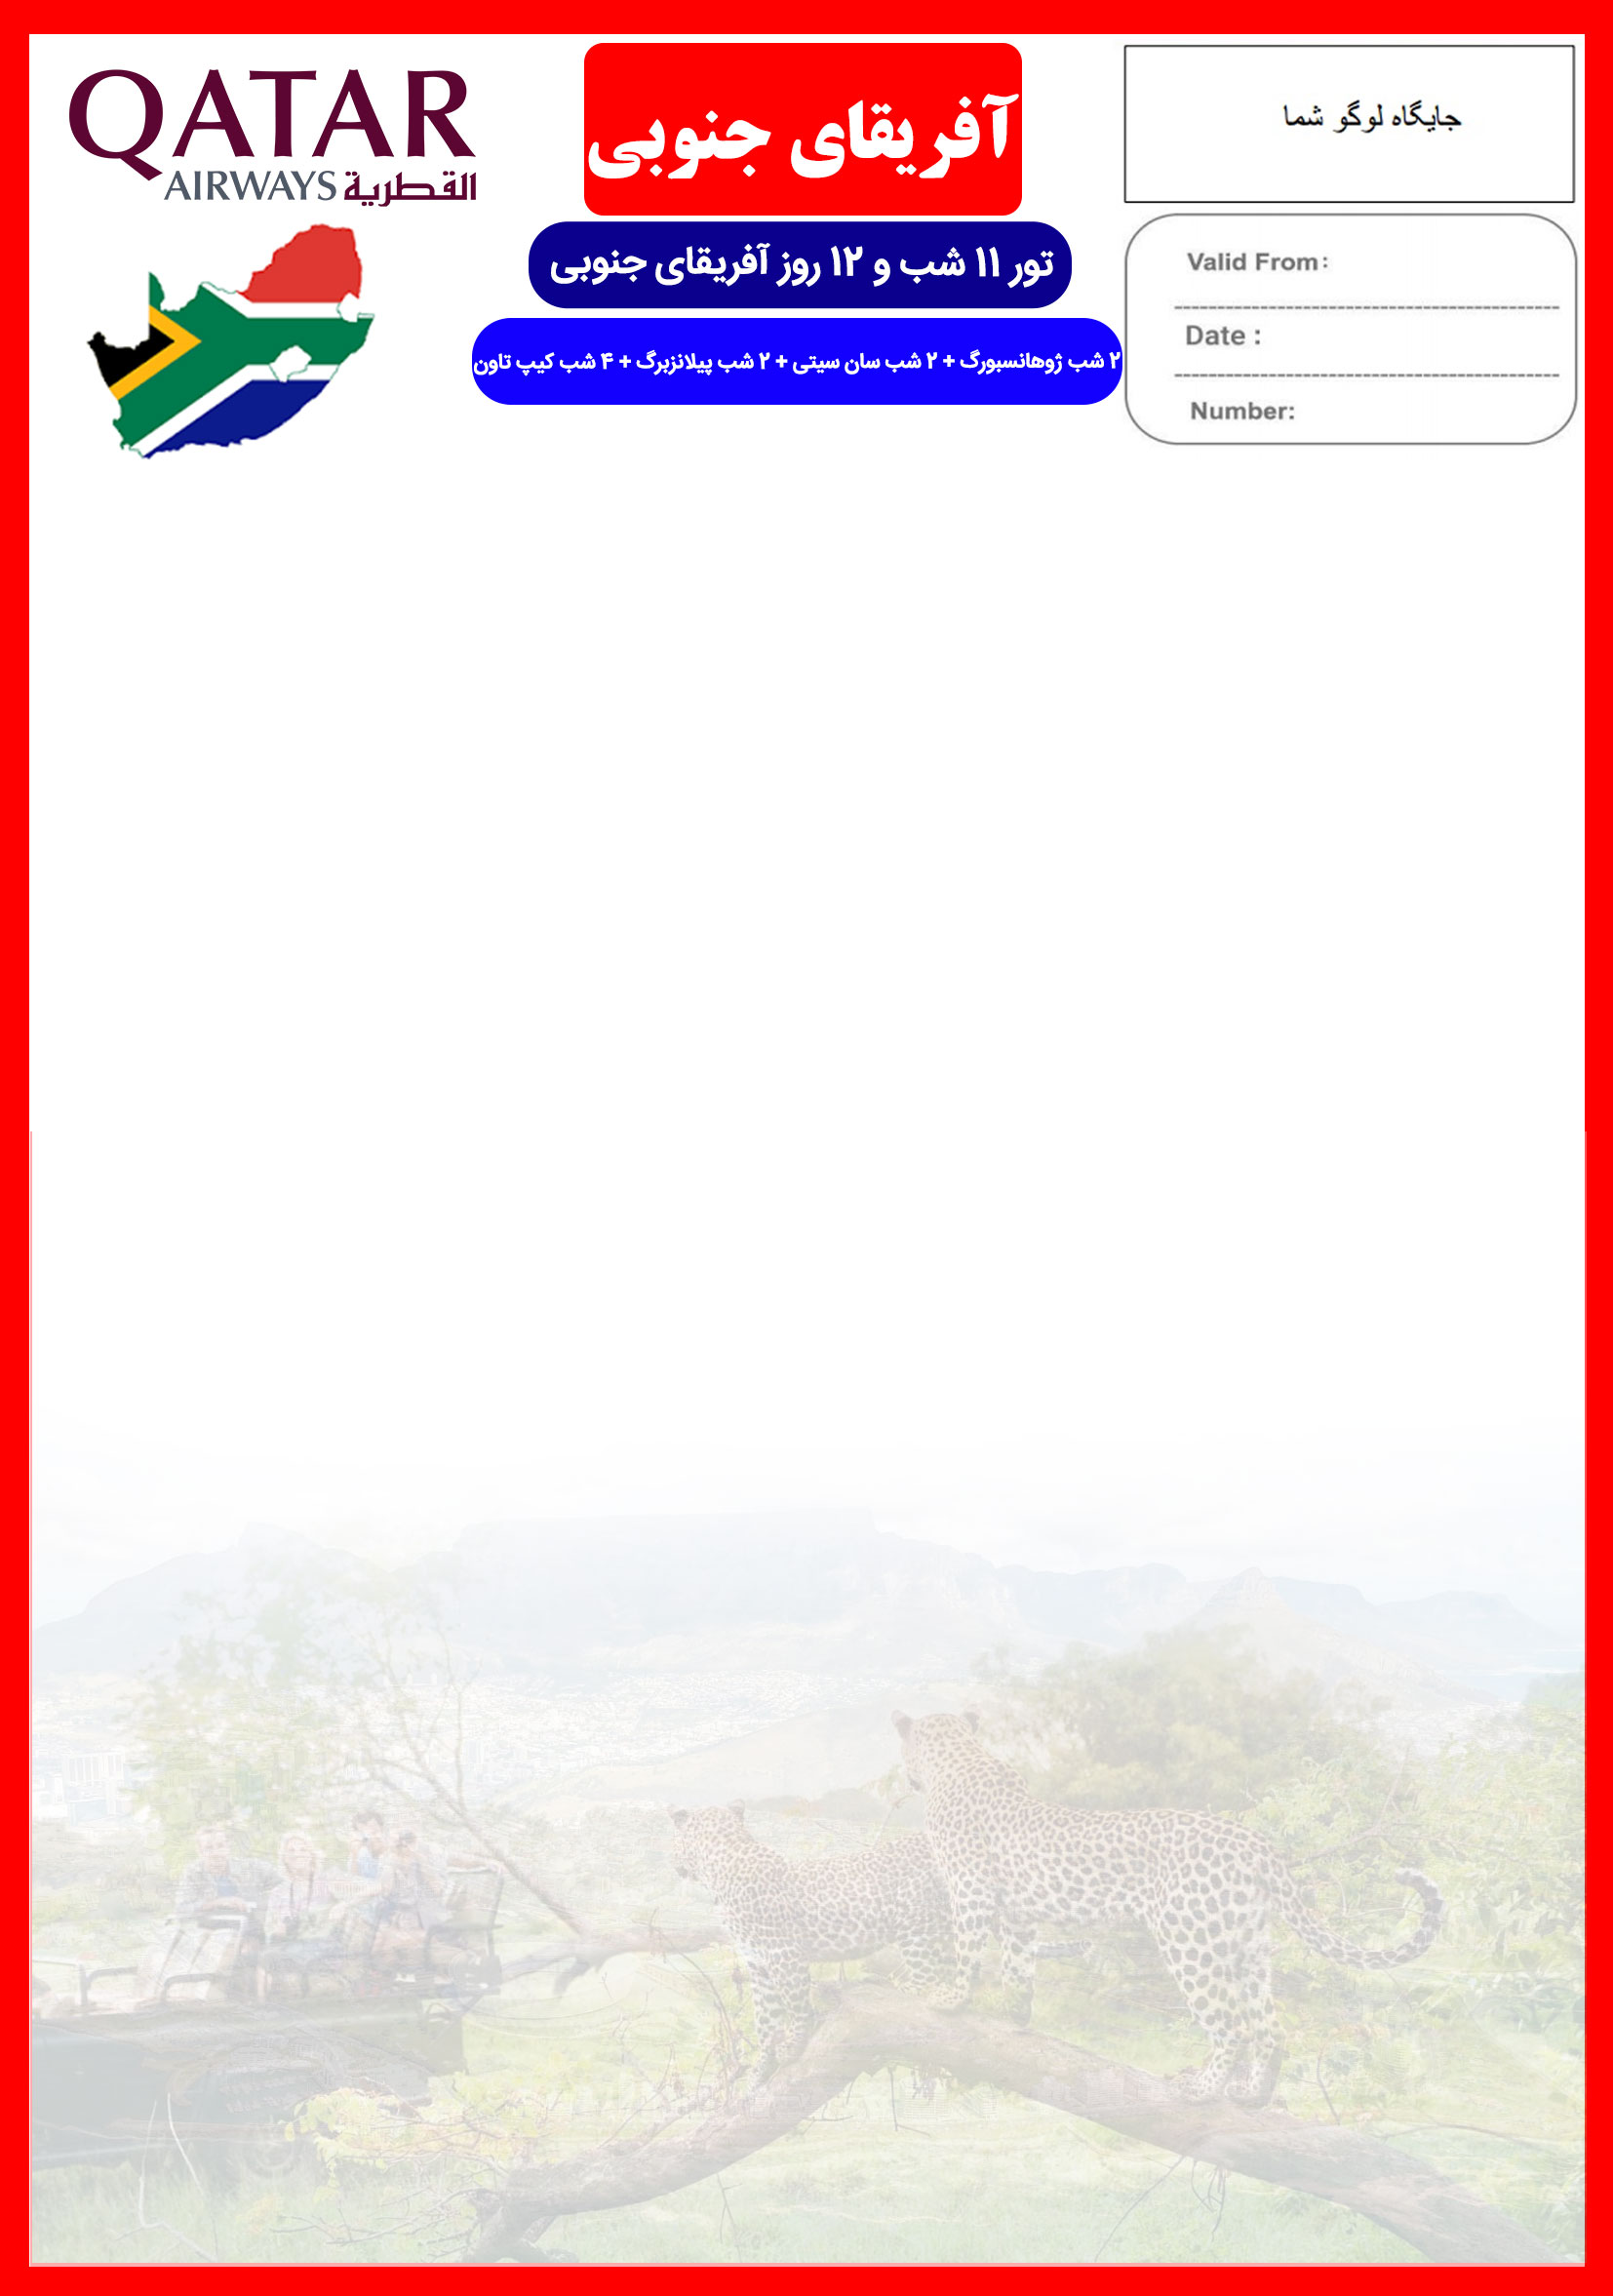 QATAR
AIRWAYS القطرية
آفریقای جنوبی
جایگاه لوگو شما
تور ۱۱ شب و ۱۲ روز آفریقای جنوبی
۲ شب ژوهانسبورگ + ۲ شب سان سیتی + ۲ شب پیلانزبرگ + ۴ شب کیپ تاون
Valid From:
Date :
Number: